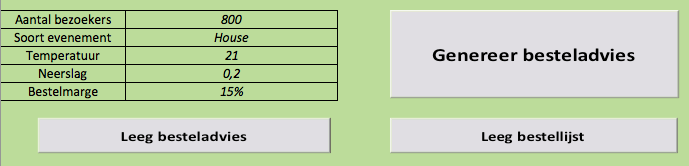 Aantal bezoekers 800
Soort evenement House
Temperatuur 21
Neerslag 0,2
Bestelmarge 15%
Genereer besteladvies
Leeg besteladvies
Leeg bestellijst